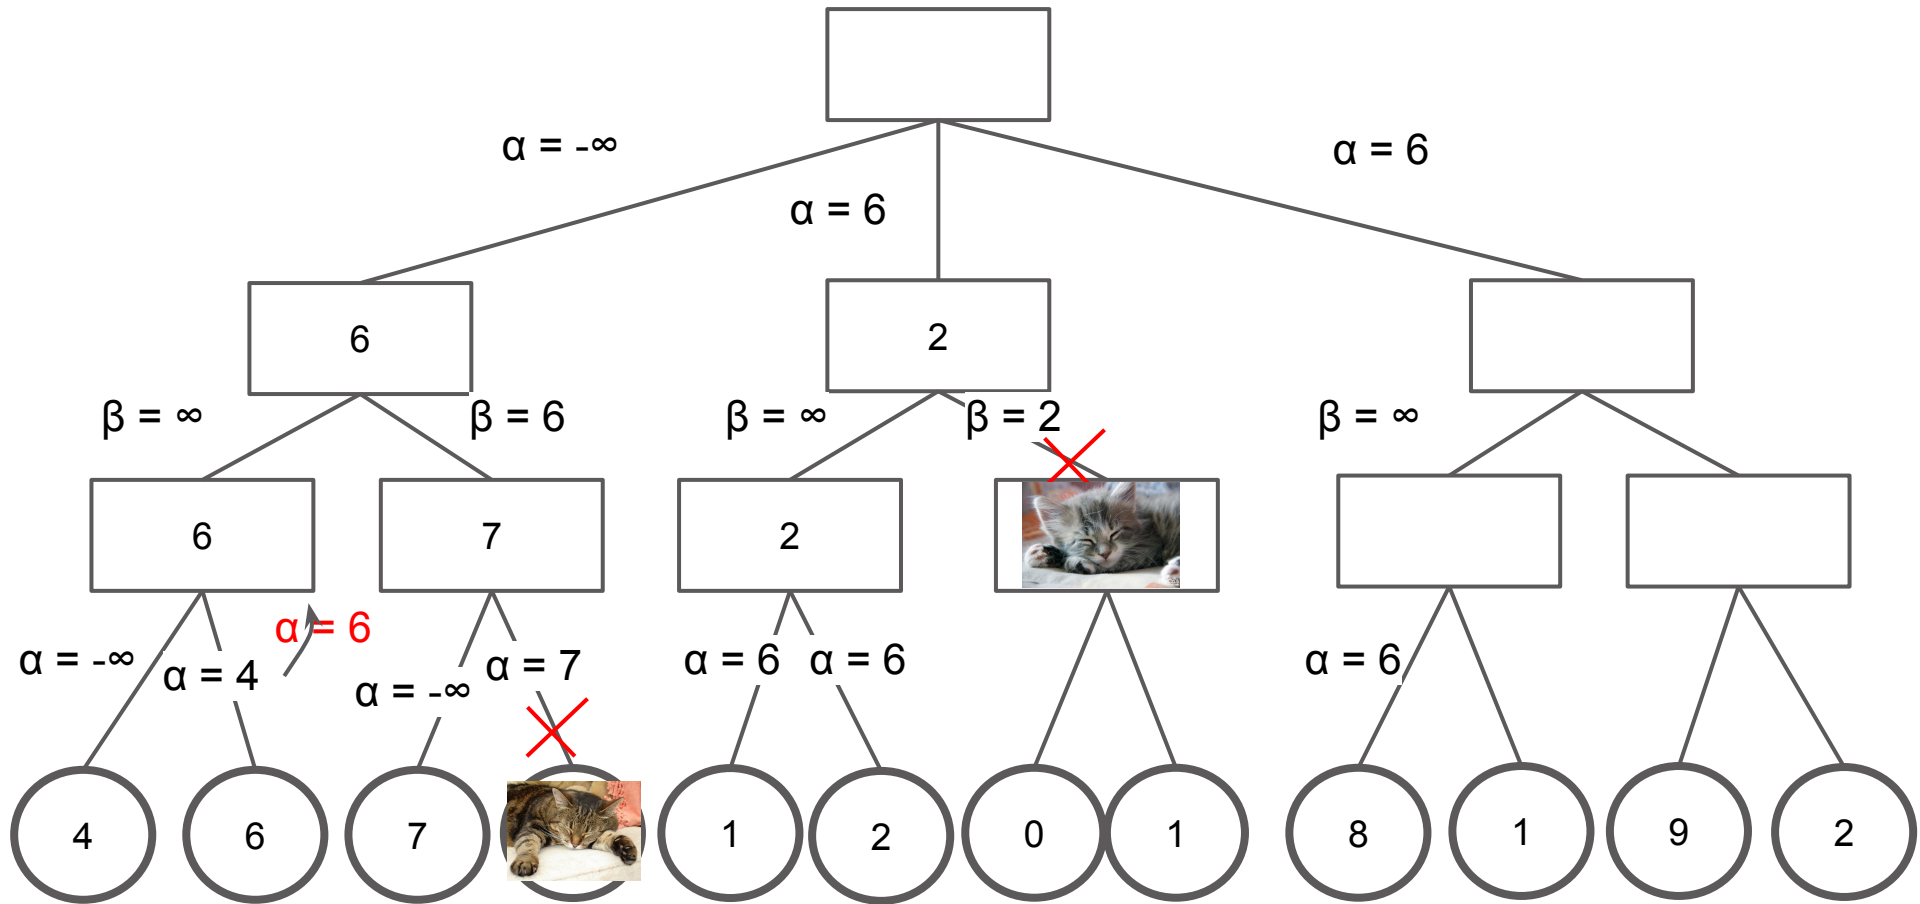 α = -∞
α = 6
α = 6
6
2
β = ∞
β = 6
β = ∞
β = 2
β = ∞
6
7
2
α = 6
α = -∞
α = 4
α = -∞
α = 7
α = 6
α = 6
α = 6
4
6
7
1
2
0
1
8
1
9
2